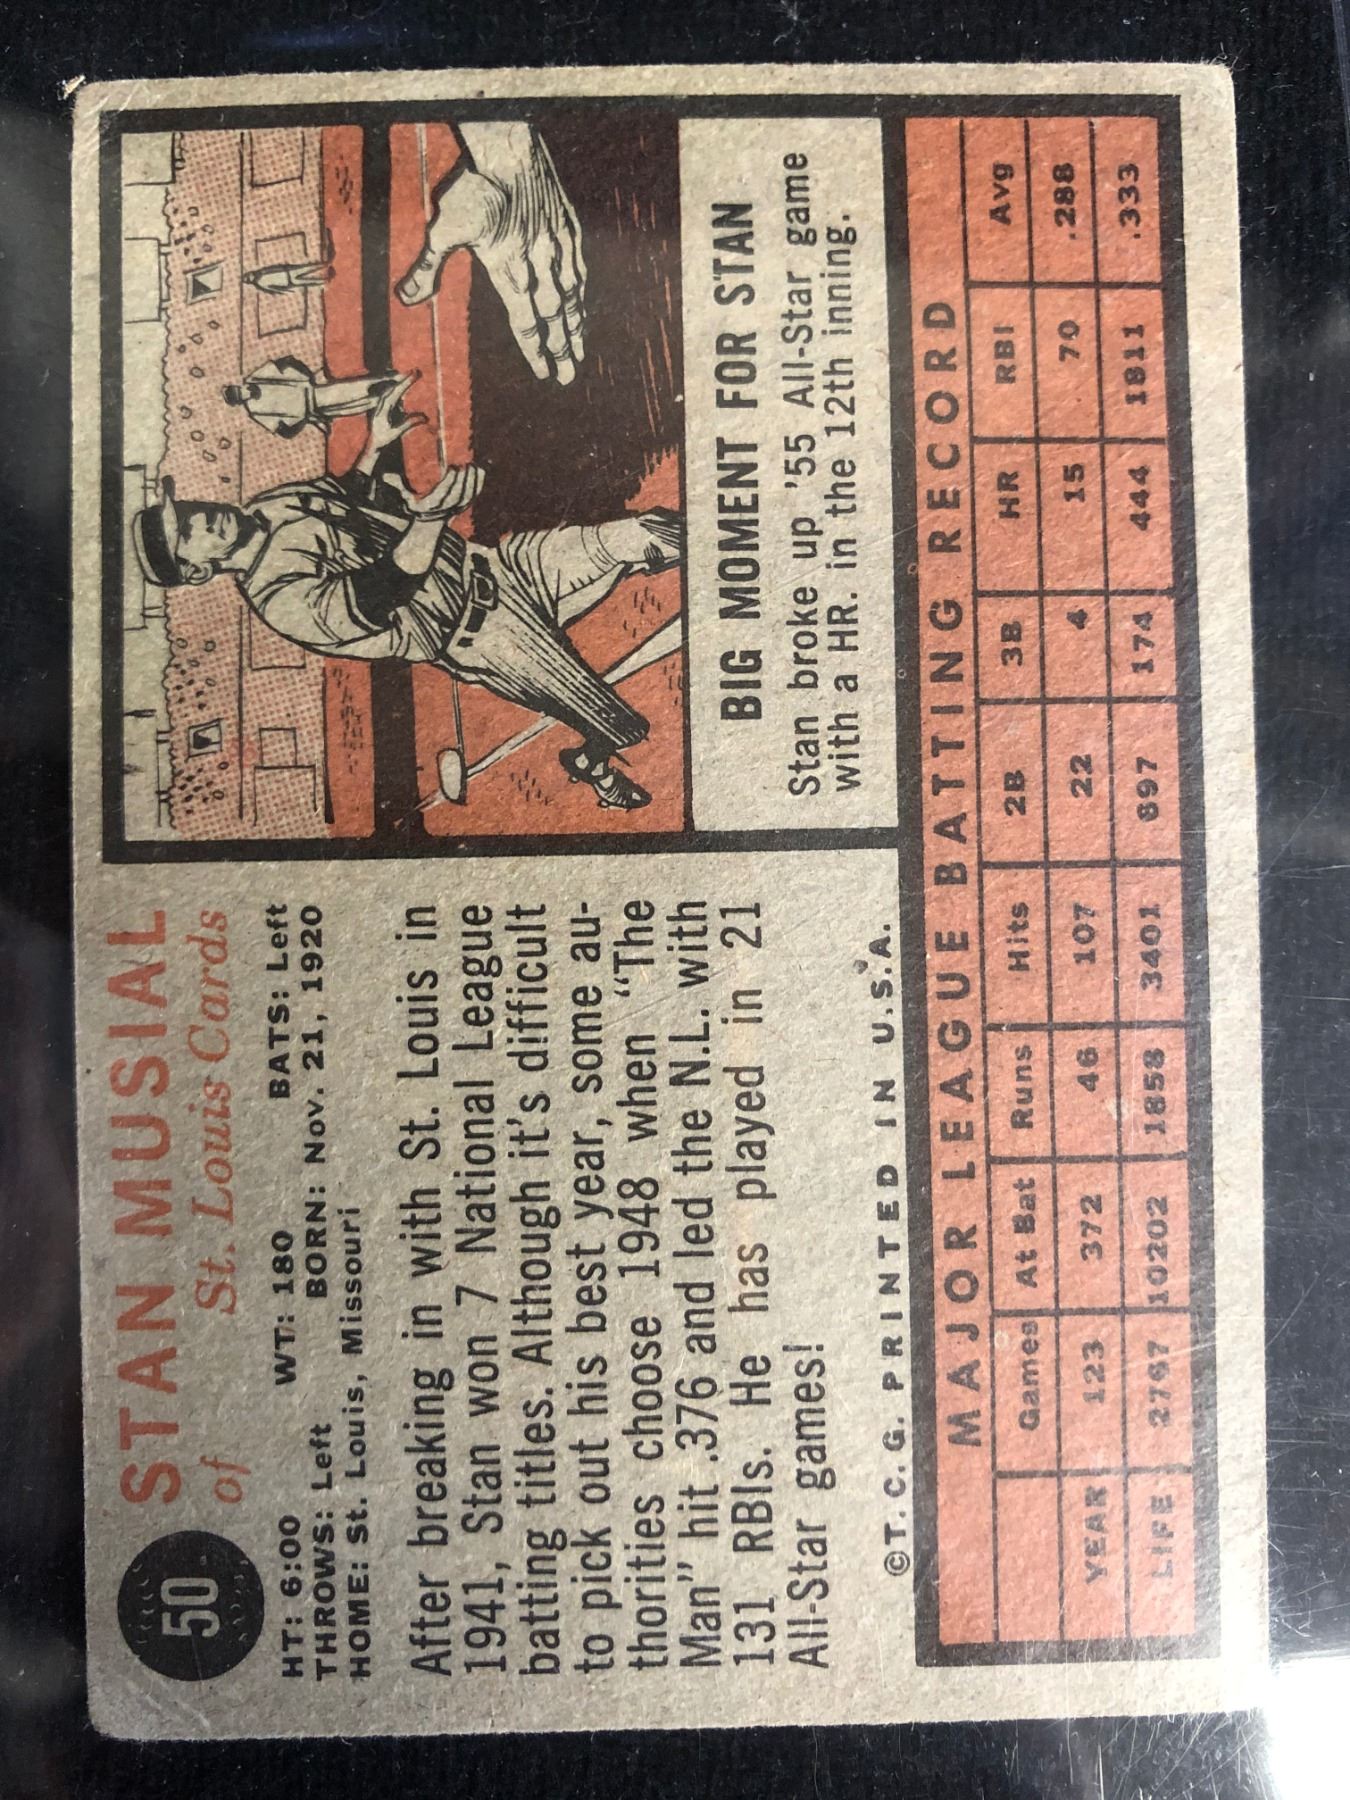 50
STAN MUSIAL
of St. Louis Cards
HT: 6:00 WT: 180 BATS: Left
THROWS: Left BORN: Nov. 21, 1920
HOME: St. Louis, Missouri
After breaking in with St. Louis in
1941, Stan won 7 National League
batting titles. Although it's difficult
to pick out his best year, some au-
thorities choose 1948 when "The
Man" hit .376 and led the N.L. with
131 RBIs. He has played in 21
All-Star games!
©T.C.G. PRINTED IN U.S.A.
BIG MOMENT FOR STAN
Stan broke up '55 All-Star game
with a HR. in the 12th inning.
MAJOR LEAGUE BATTING RECORD
Games At Bat Runs Hits 2B 3B HR RBI Avg
YEAR 123 372 46 107 22 4 15 70 .288
LIFE 2767 10202 1858 3401 697 174 444 1811 .333